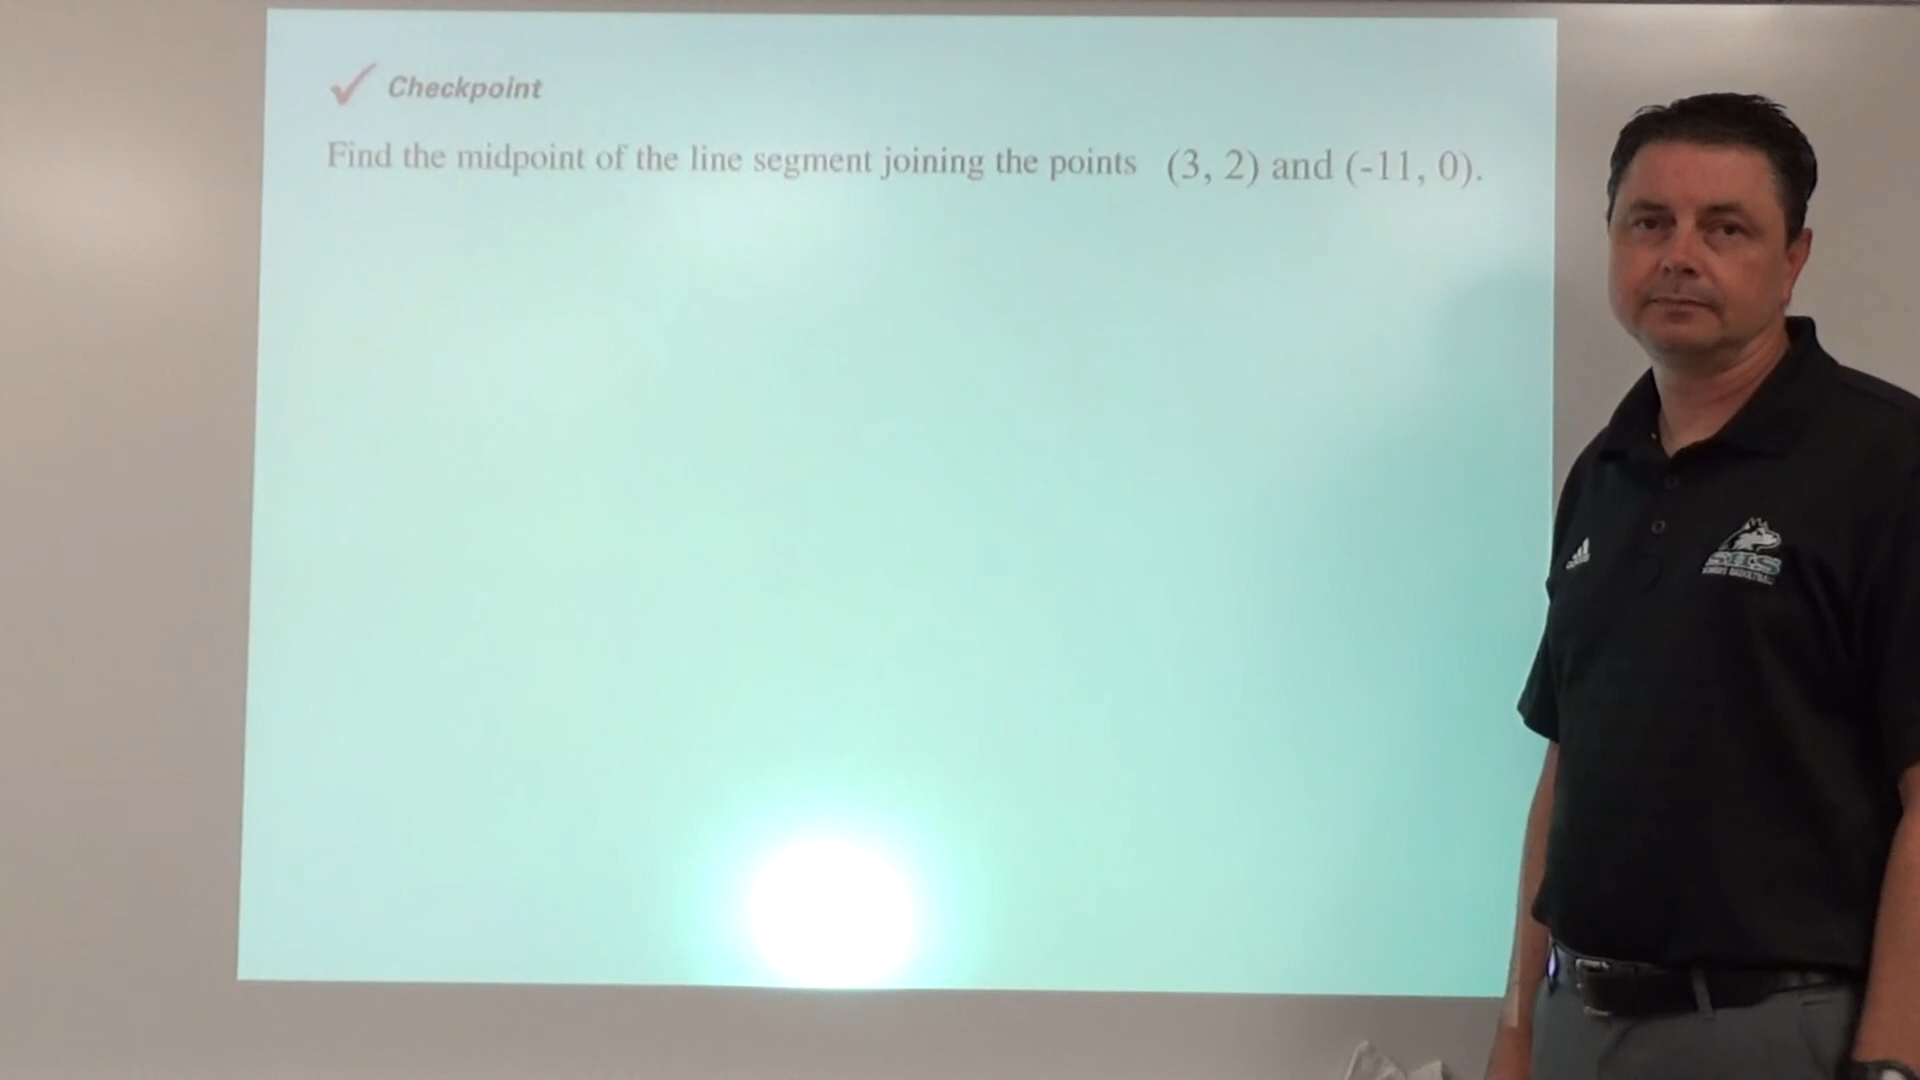 Checkpoint
Find the midpoint of the line segment joining the points (3, 2) and (-11, 0).